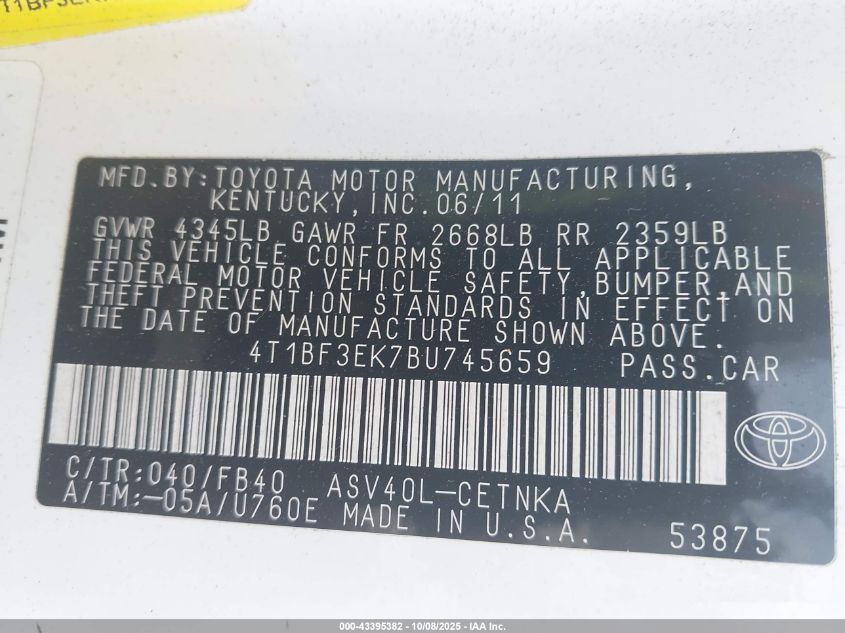 MFD.BY:TOYOTA MOTOR MANUFACTURING,
KENTUCKY,INC.06/11
GVWR 4345LB GAWR FR 2668LB RR 2359LB
THIS VEHICLE CONFORMS TO ALL APPLICABLE
FEDERAL MOTOR VEHICLE SAFETY,BUMPER,AND
THEFT PREVENTION STANDARDS IN EFFECT ON
THE DATE OF MANUFACTURE SHOWN ABOVE.
4T1BF3EK7BU745659 PASS.CAR
C/TR:040/FB40 ASV40L-CETNKA
A/TM:-05A/U760E MADE IN U.S.A. 53875
000-43395382 - 10/08/2025 - IAA Inc.